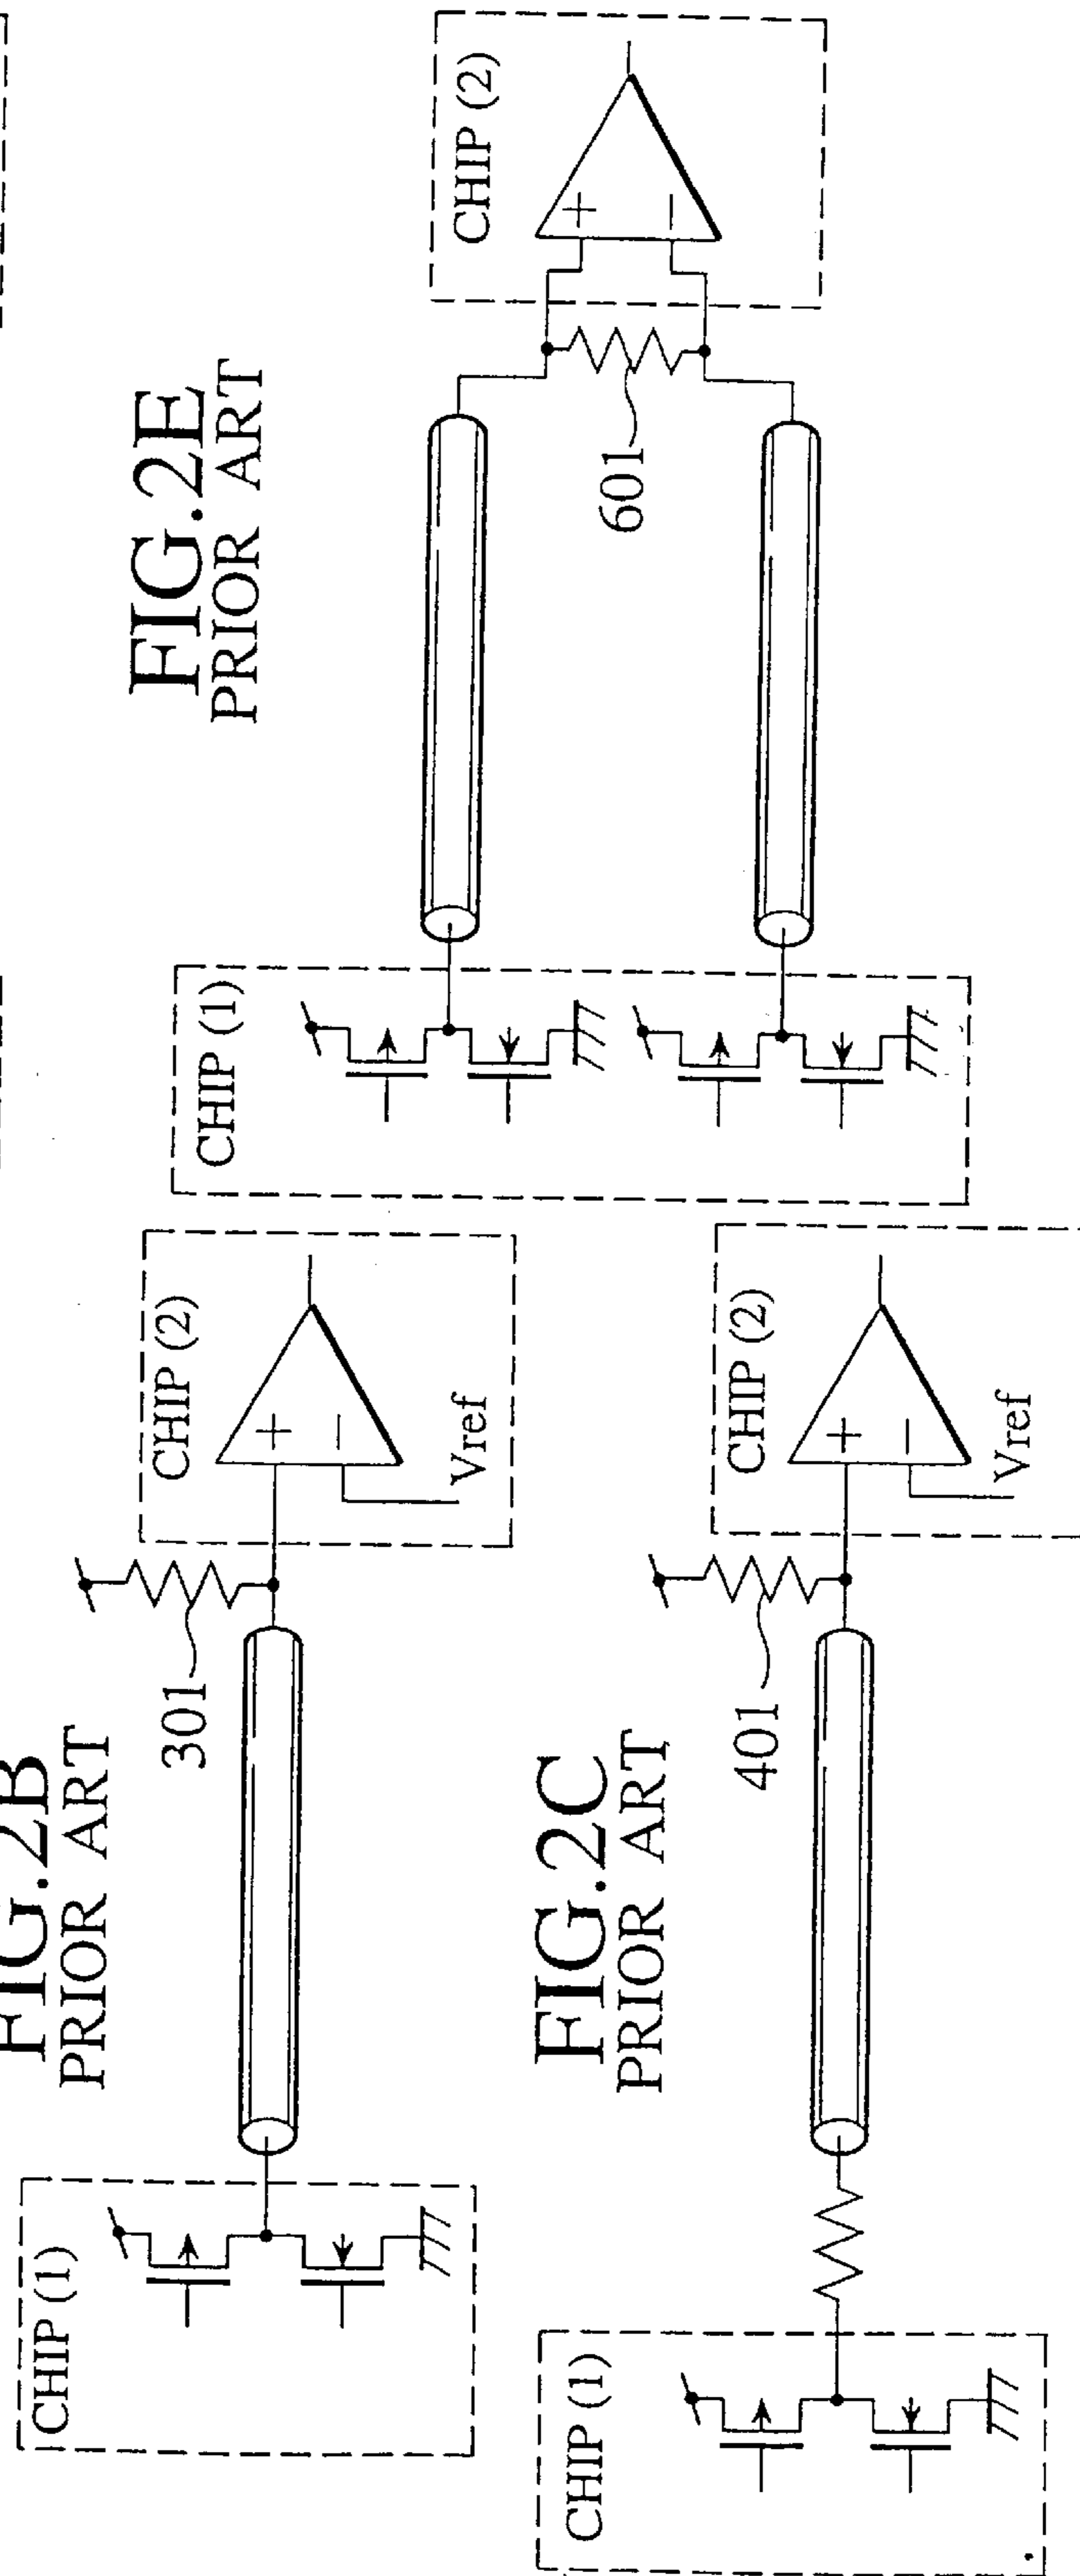 FIG.2E
PRIOR ART
CHIP (1)
601
CHIP (2)
FIG.2B
PRIOR ART
CHIP (1)
301
CHIP (2)
Vref
FIG.2C
PRIOR ART
CHIP (1)
401
CHIP (2)
Vref